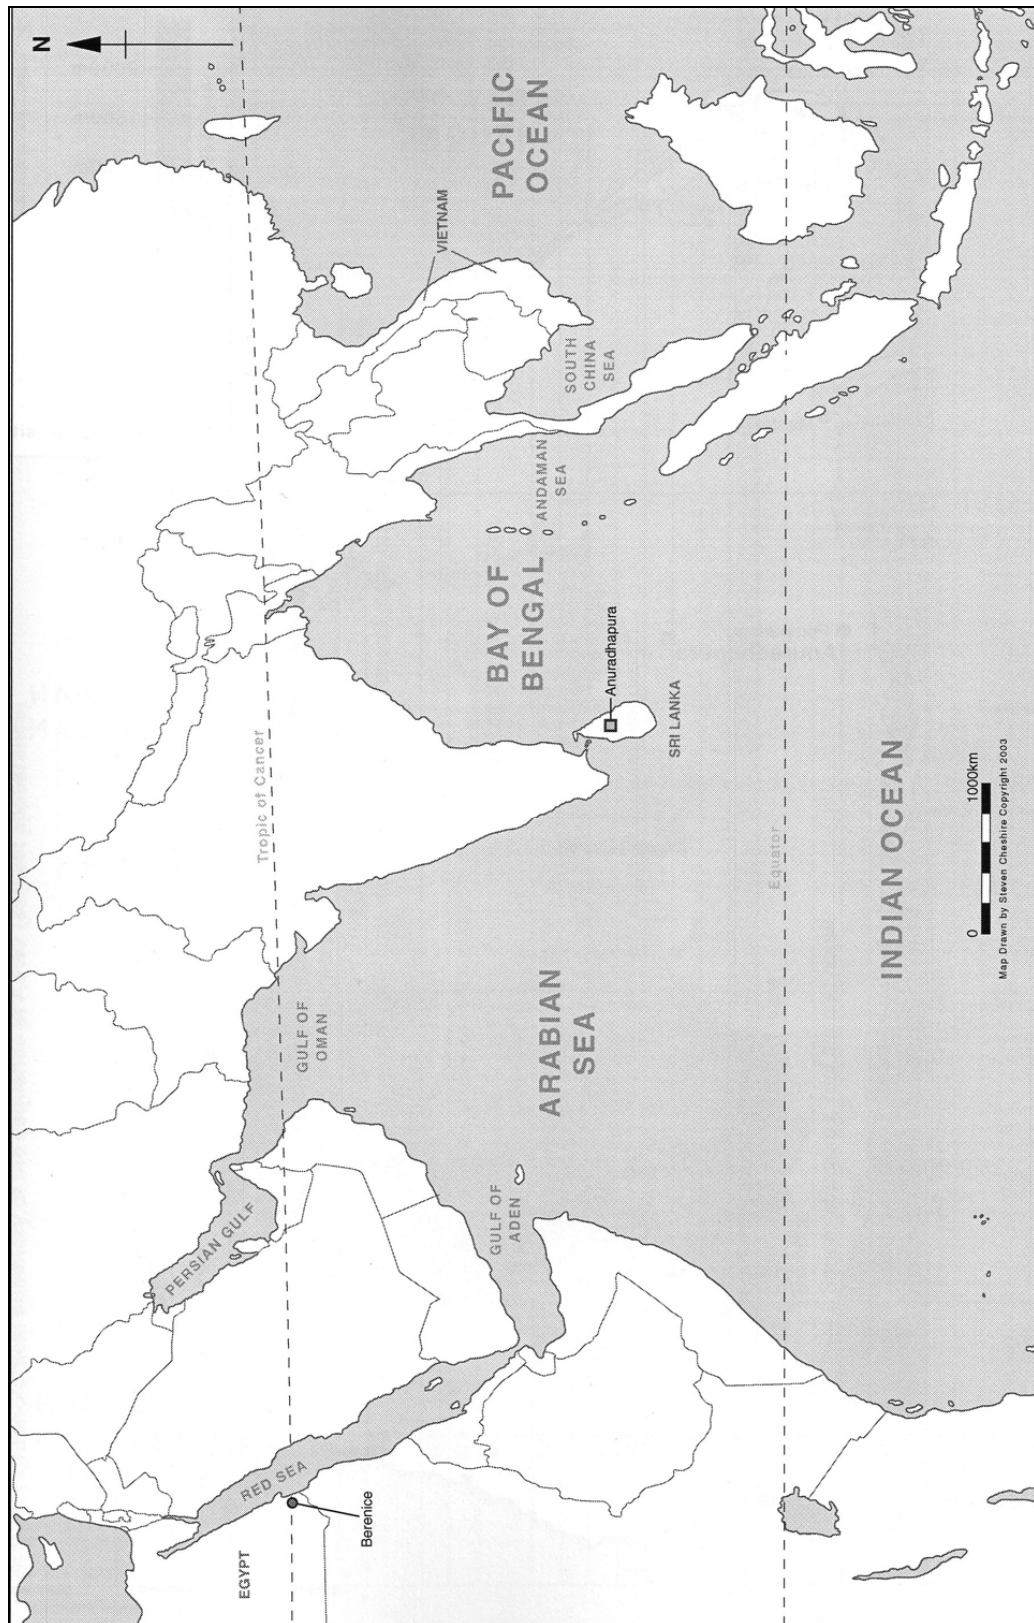 N
PACIFIC
OCEAN
VIETNAM
SOUTH
CHINA
SEA
ANDAMAN
SEA
BAY OF
BENGAL
Anuradhapura
SRI LANKA
Tropic of Cancer
Equator
INDIAN OCEAN
0 1000km
Map Drawn by Steven Cheshire Copyright 2003
ARABIAN
SEA
GULF OF
OMAN
GULF OF
ADEN
PERSIAN GULF
RED SEA
Berenice
EGYPT